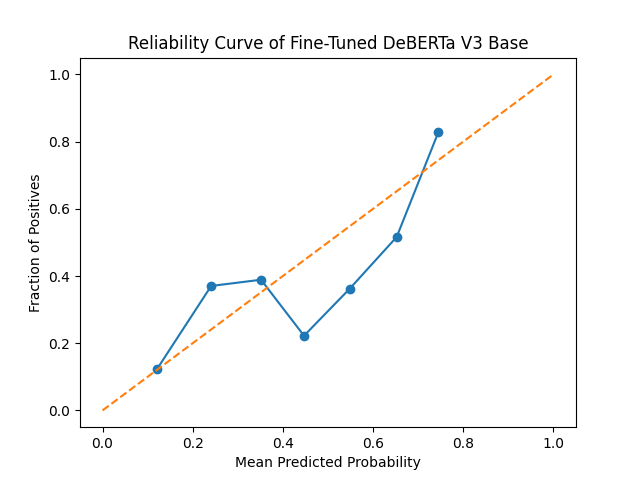 Reliability Curve of Fine-Tuned DeBERTa V3 Base
1.0
0.8
0.6
0.4
0.2
0.0
Fraction of Positives
0.0 0.2 0.4 0.6 0.8 1.0
Mean Predicted Probability